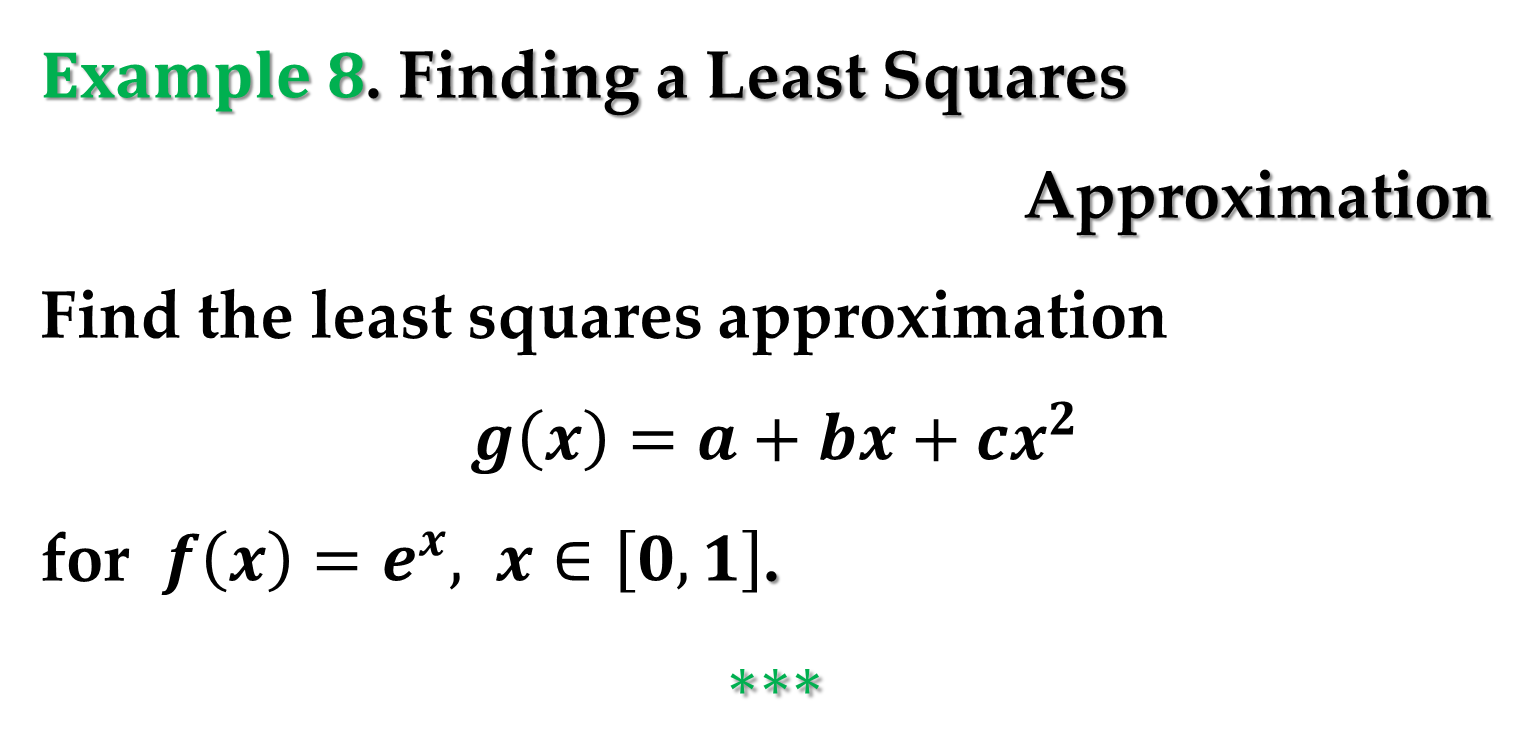 Example 8. Finding a Least Squares
Approximation
Find the least squares approximation
g(x) = a + bx + cx²
for f(x) = eˣ, x ∈ [0, 1].
***